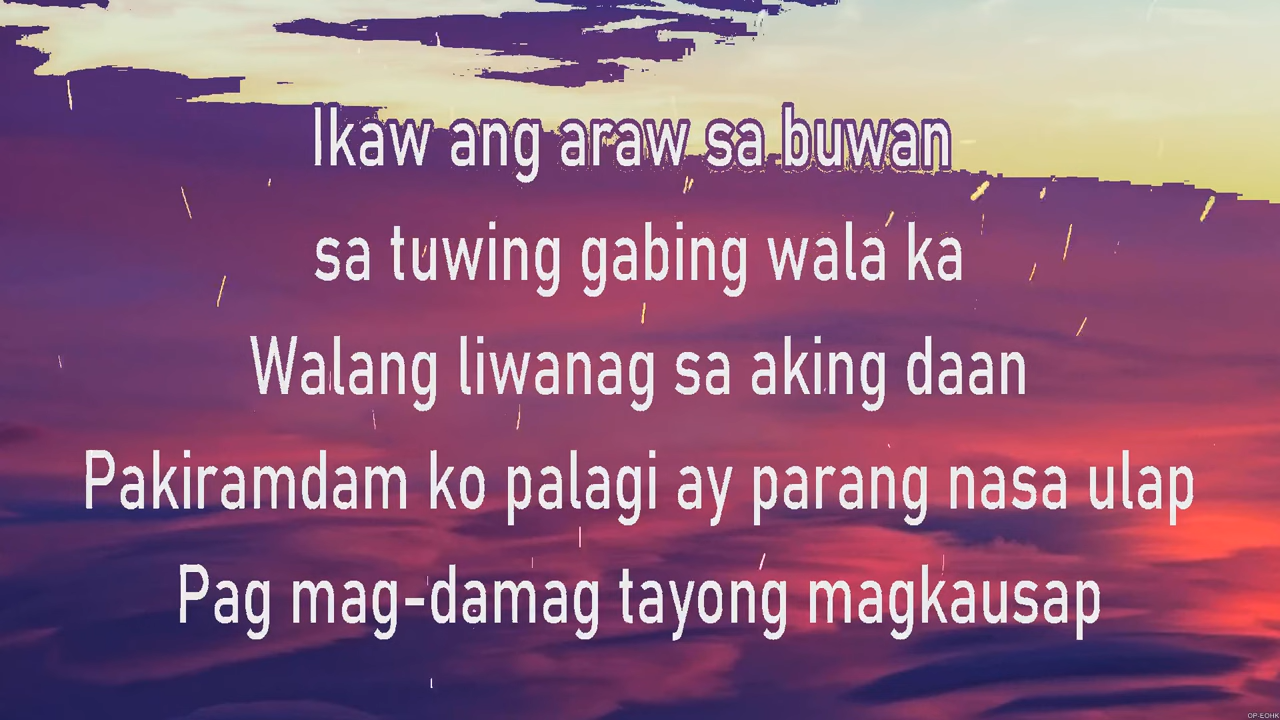 Ikaw ang araw sa buwan
sa tuwing gabing wala ka
Walang liwanag sa aking daan
Pakiramdam ko palagi ay parang nasa ulap
Pag mag-damag tayong magkausap